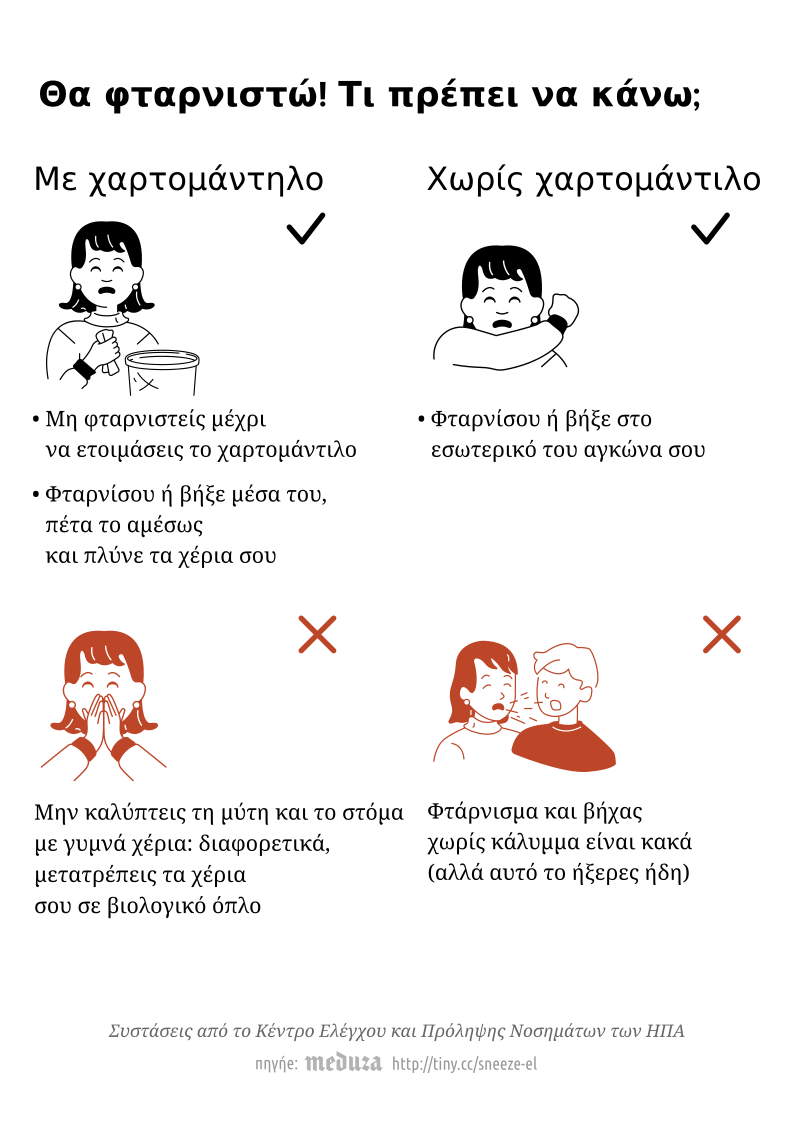 Θα φταρνιστώ! Τι πρέπει να κάνω;
Με χαρτομάντηλο
• Μη φταρνιστείς μέχρι
να ετοιμάσεις το χαρτομάντιλο
• Φταρνίσου ή βήξε μέσα του,
πέτα το αμέσως
και πλύνε τα χέρια σου
Χωρίς χαρτομάντιλο
• Φταρνίσου ή βήξε στο
εσωτερικό του αγκώνα σου
Μην καλύπτεις τη μύτη και το στόμα
με γυμνά χέρια: διαφορετικά,
μετατρέπεις τα χέρια
σου σε βιολογικό όπλο
Φτάρνισμα και βήχας
χωρίς κάλυμμα είναι κακά
(αλλά αυτό το ήξερες ήδη)
Συστάσεις από το Κέντρο Ελέγχου και Πρόληψης Νοσημάτων των ΗΠΑ
πηγήε: meduza http://tiny.cc/sneeze-el